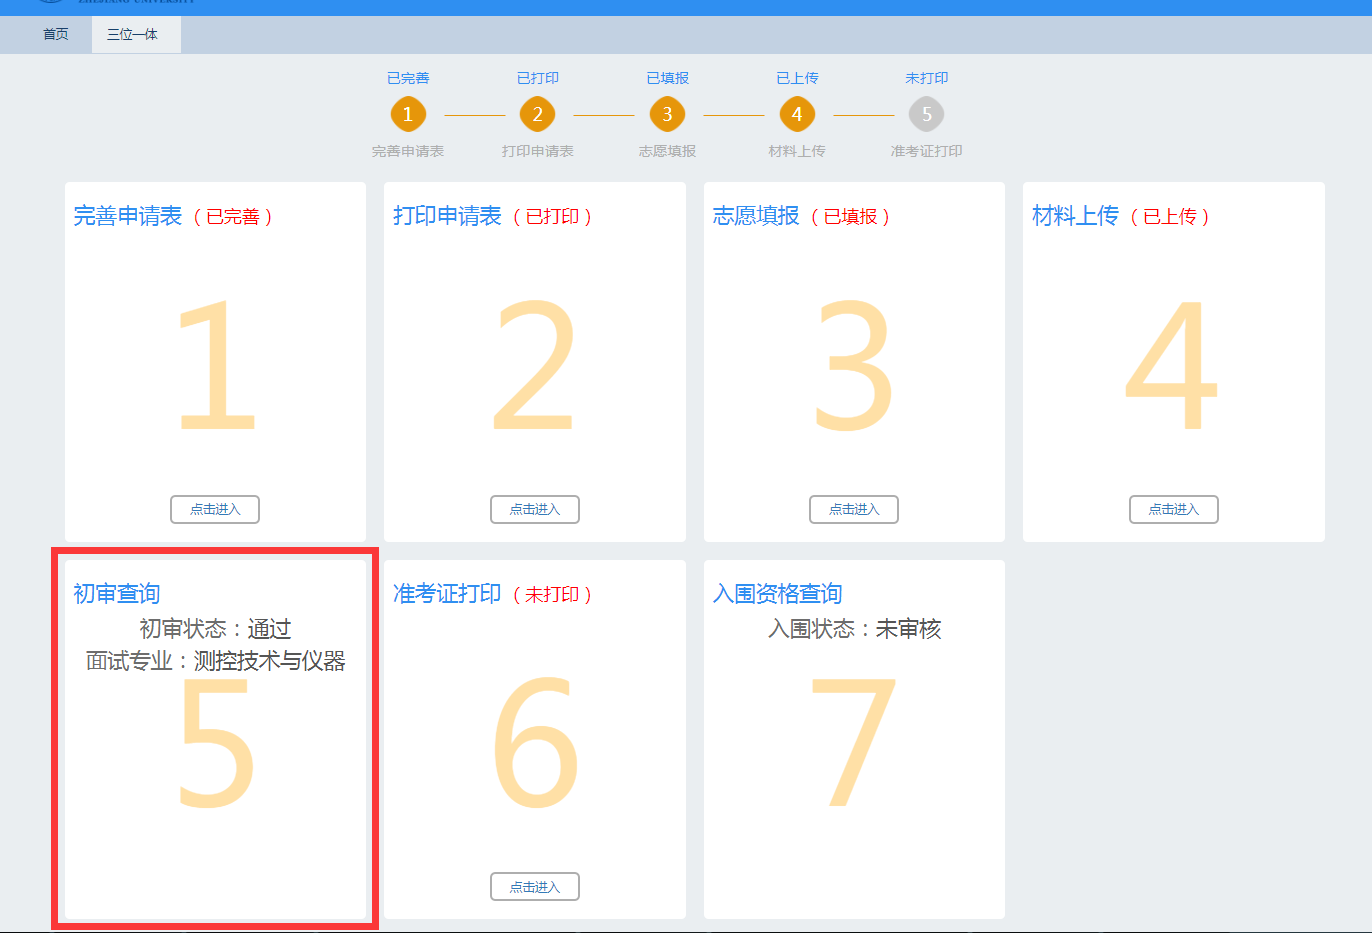 首页 三位一体
已完善 已打印 已填报 已上传 未打印
1 2 3 4 5
完善申请表 打印申请表 志愿填报 材料上传 准考证打印
完善申请表（已完善）
1
点击进入
打印申请表（已打印）
2
点击进入
志愿填报（已填报）
3
点击进入
材料上传（已上传）
4
点击进入
初审查询
初审状态：通过
面试专业：测控技术与仪器
5
准考证打印（未打印）
6
点击进入
入围资格查询
入围状态：未审核
7